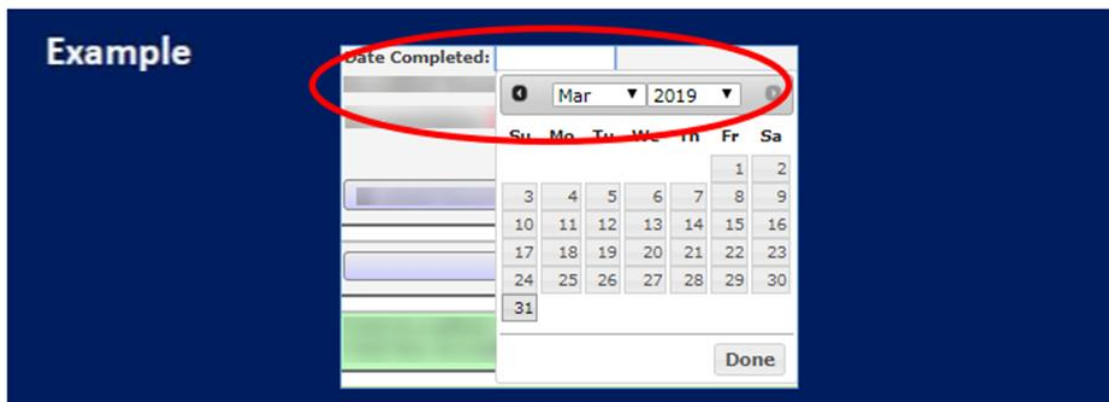 Example
Date Completed:
Mar 2019
Su Mo Tu We Th Fr Sa
1 2
3 4 5 6 7 8 9
10 11 12 13 14 15 16
17 18 19 20 21 22 23
24 25 26 27 28 29 30
31
Done